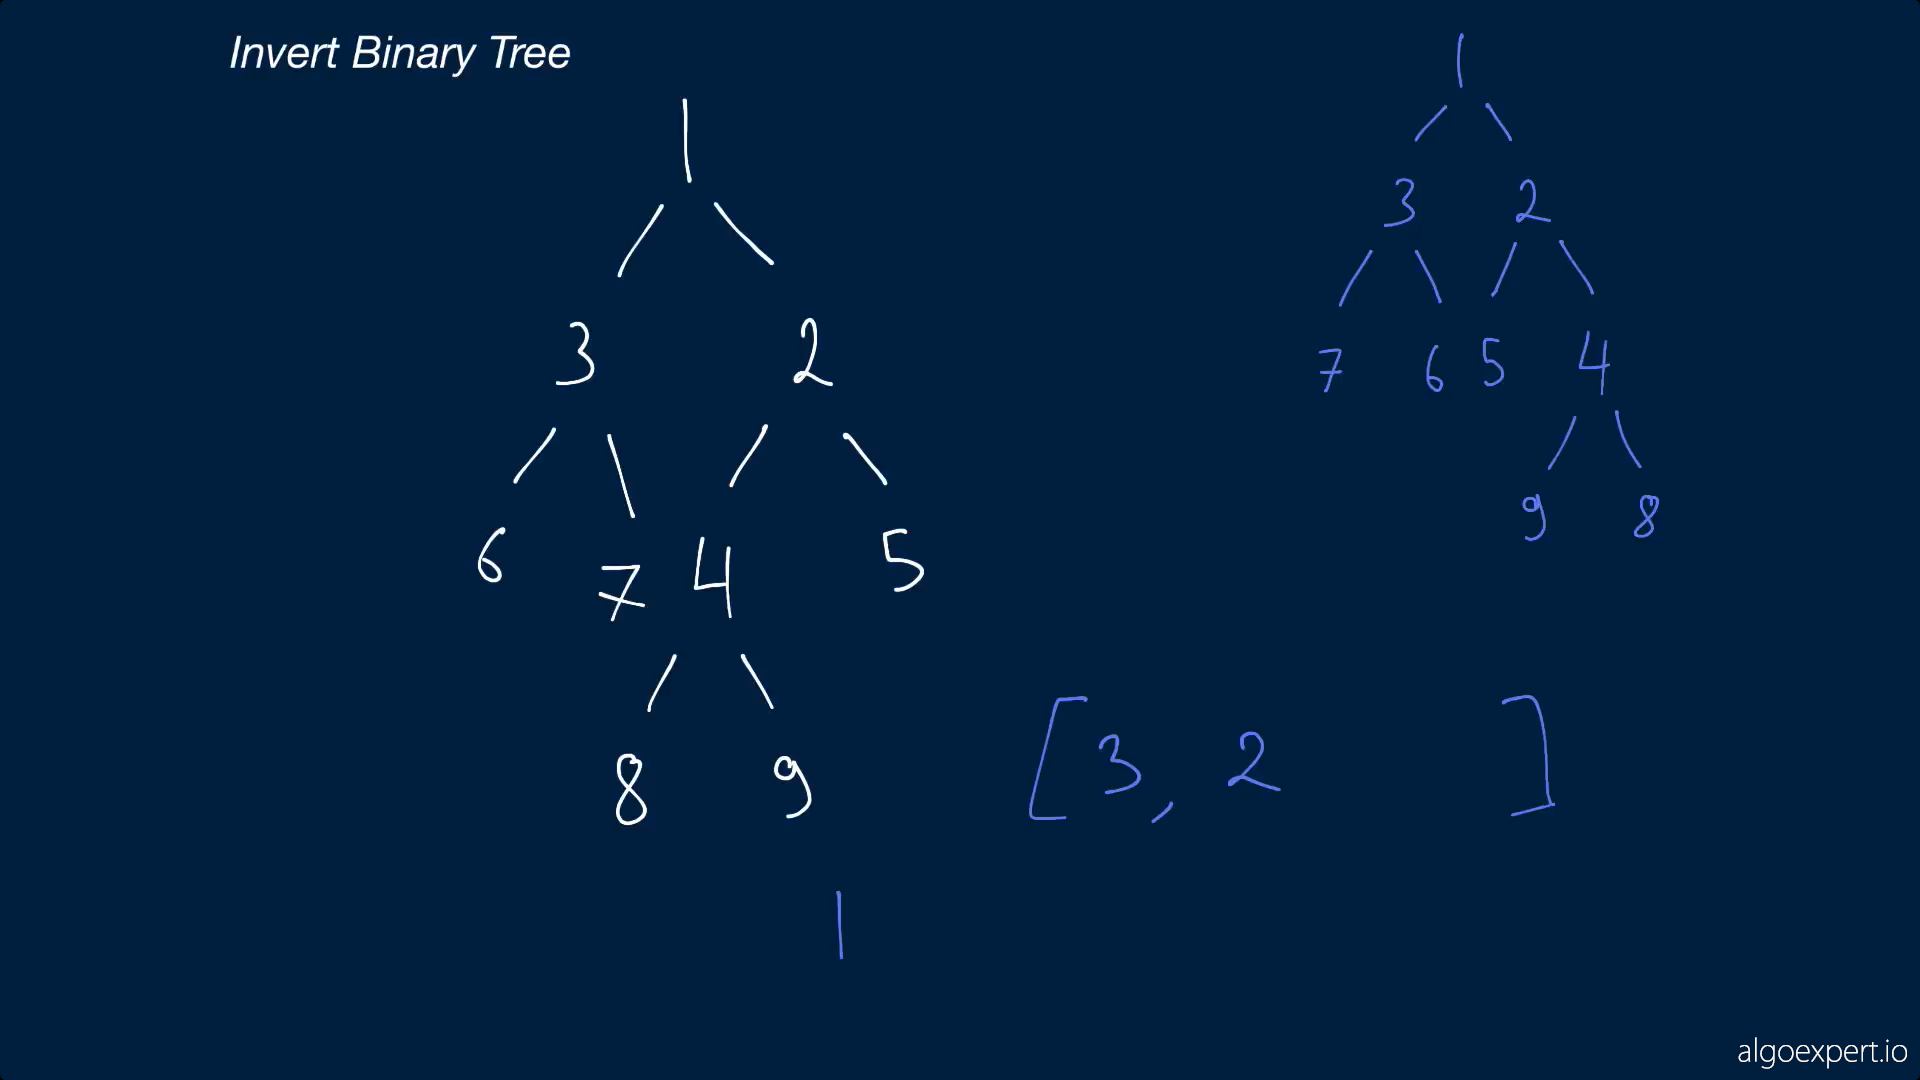 Invert Binary Tree
1
3 2
6 7 4 5
8 9
1
3 2
7 6 5 4
9 8
[3, 2 ]
1
algoexpert.io